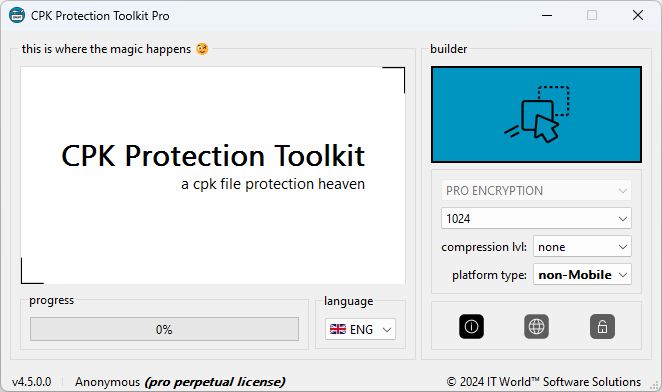 CPK Protection Toolkit Pro
this is where the magic happens 😉
CPK Protection Toolkit
a cpk file protection heaven
progress
0%
language
ENG
builder
PRO ENCRYPTION
1024
compression lvl: none
platform type: non-Mobile
v4.5.0.0 Anonymous (pro perpetual license) © 2024 IT World™ Software Solutions